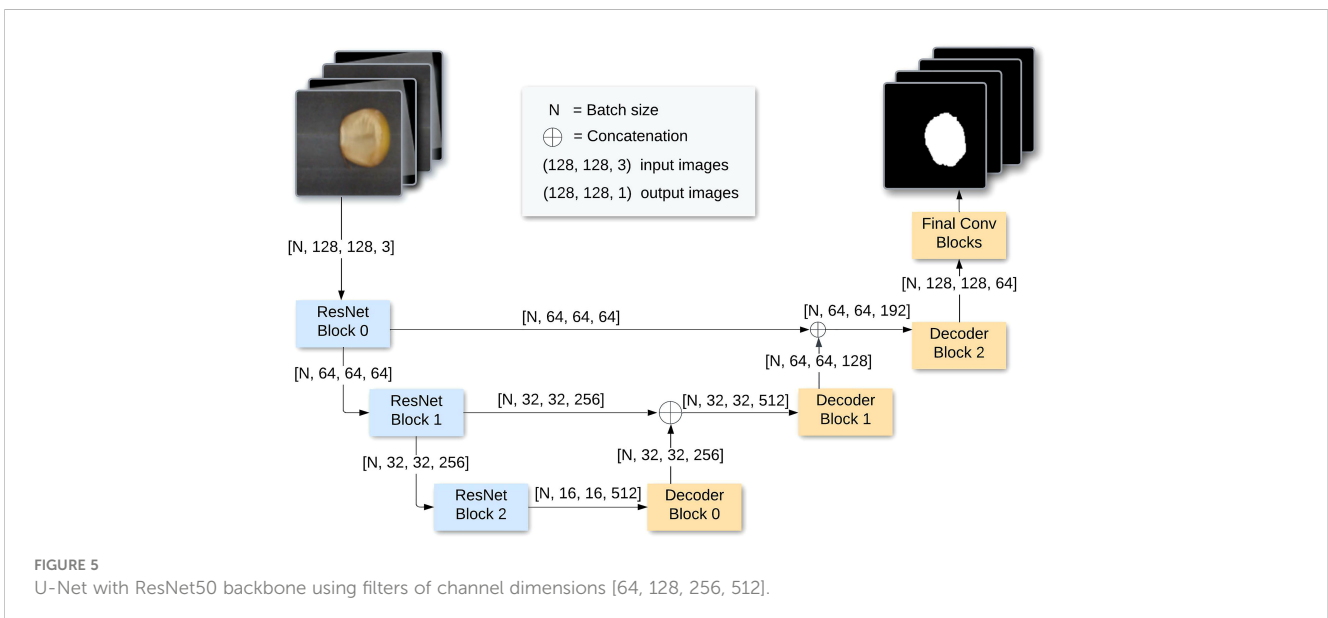 N = Batch size
⊕ = Concatenation
(128, 128, 3) input images
(128, 128, 1) output images
[N, 128, 128, 3]
ResNet
Block 0
[N, 64, 64, 64]
[N, 64, 64, 64]
ResNet
Block 1
[N, 32, 32, 256]
[N, 32, 32, 256]
ResNet
Block 2
[N, 16, 16, 512]
Decoder
Block 0
[N, 32, 32, 256]
[N, 32, 32, 512]
Decoder
Block 1
[N, 64, 64, 128]
[N, 64, 64, 192]
Decoder
Block 2
[N, 128, 128, 64]
Final Conv
Blocks
FIGURE 5
U-Net with ResNet50 backbone using filters of channel dimensions [64, 128, 256, 512].